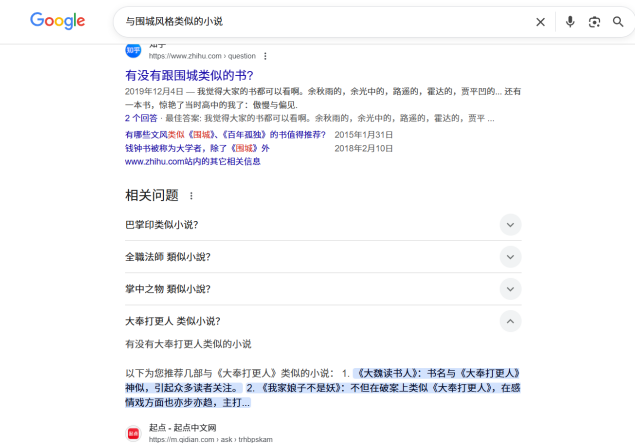 Google
与围城风格类似的小说
知乎
https://www.zhihu.com › question
有没有跟围城类似的书?
2019年12月4日 — 我觉得大家的书都可以看啊。余秋雨的，余光中的，路遥的，霍达的，贾平凹的... 还有
一本书，惊艳了当时高中的我了：傲慢与偏见.
2 个回答 · 最佳答案: 我觉得大家的书都可以看啊。余秋雨的，余光中的，路遥的，霍达的，贾平 ...
有哪些文风类似《围城》、《百年孤独》的书值得推荐? 2015年1月31日
钱钟书被称为大学者，除了《围城》外 2018年2月10日
www.zhihu.com站内的其它相关信息
相关问题
巴掌印类似小说?
全職法師 類似小說?
掌中之物 類似小說?
大奉打更人 类似小说?
有没有大奉打更人类似的小说
以下为您推荐几部与《大奉打更人》类似的小说： 1. 《大魏读书人》：书名与《大奉打更人》
神似，引起众多读者关注。 2. 《我家娘子不是妖》：不但在破案上类似《大奉打更人》，在感
情戏方面也亦步亦趋，主打...
起点 - 起点中文网
https://m.qidian.com › ask › trhbpskam